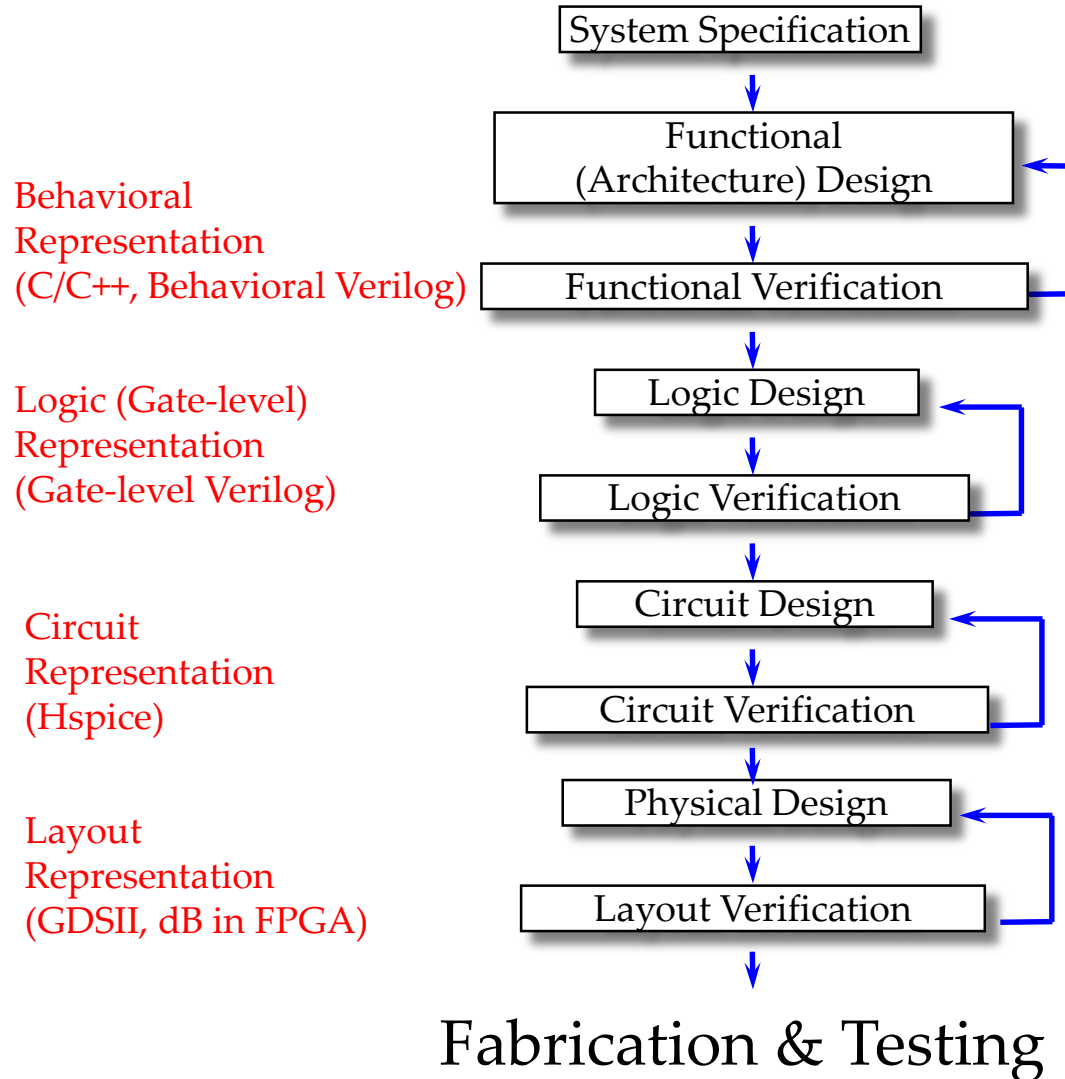 System Specification
Functional
(Architecture) Design
Behavioral
Representation
(C/C++, Behavioral Verilog)
Functional Verification
Logic Design
Logic (Gate-level)
Representation
(Gate-level Verilog)
Logic Verification
Circuit Design
Circuit
Representation
(Hspice)
Circuit Verification
Physical Design
Layout
Representation
(GDSII, dB in FPGA)
Layout Verification
Fabrication & Testing